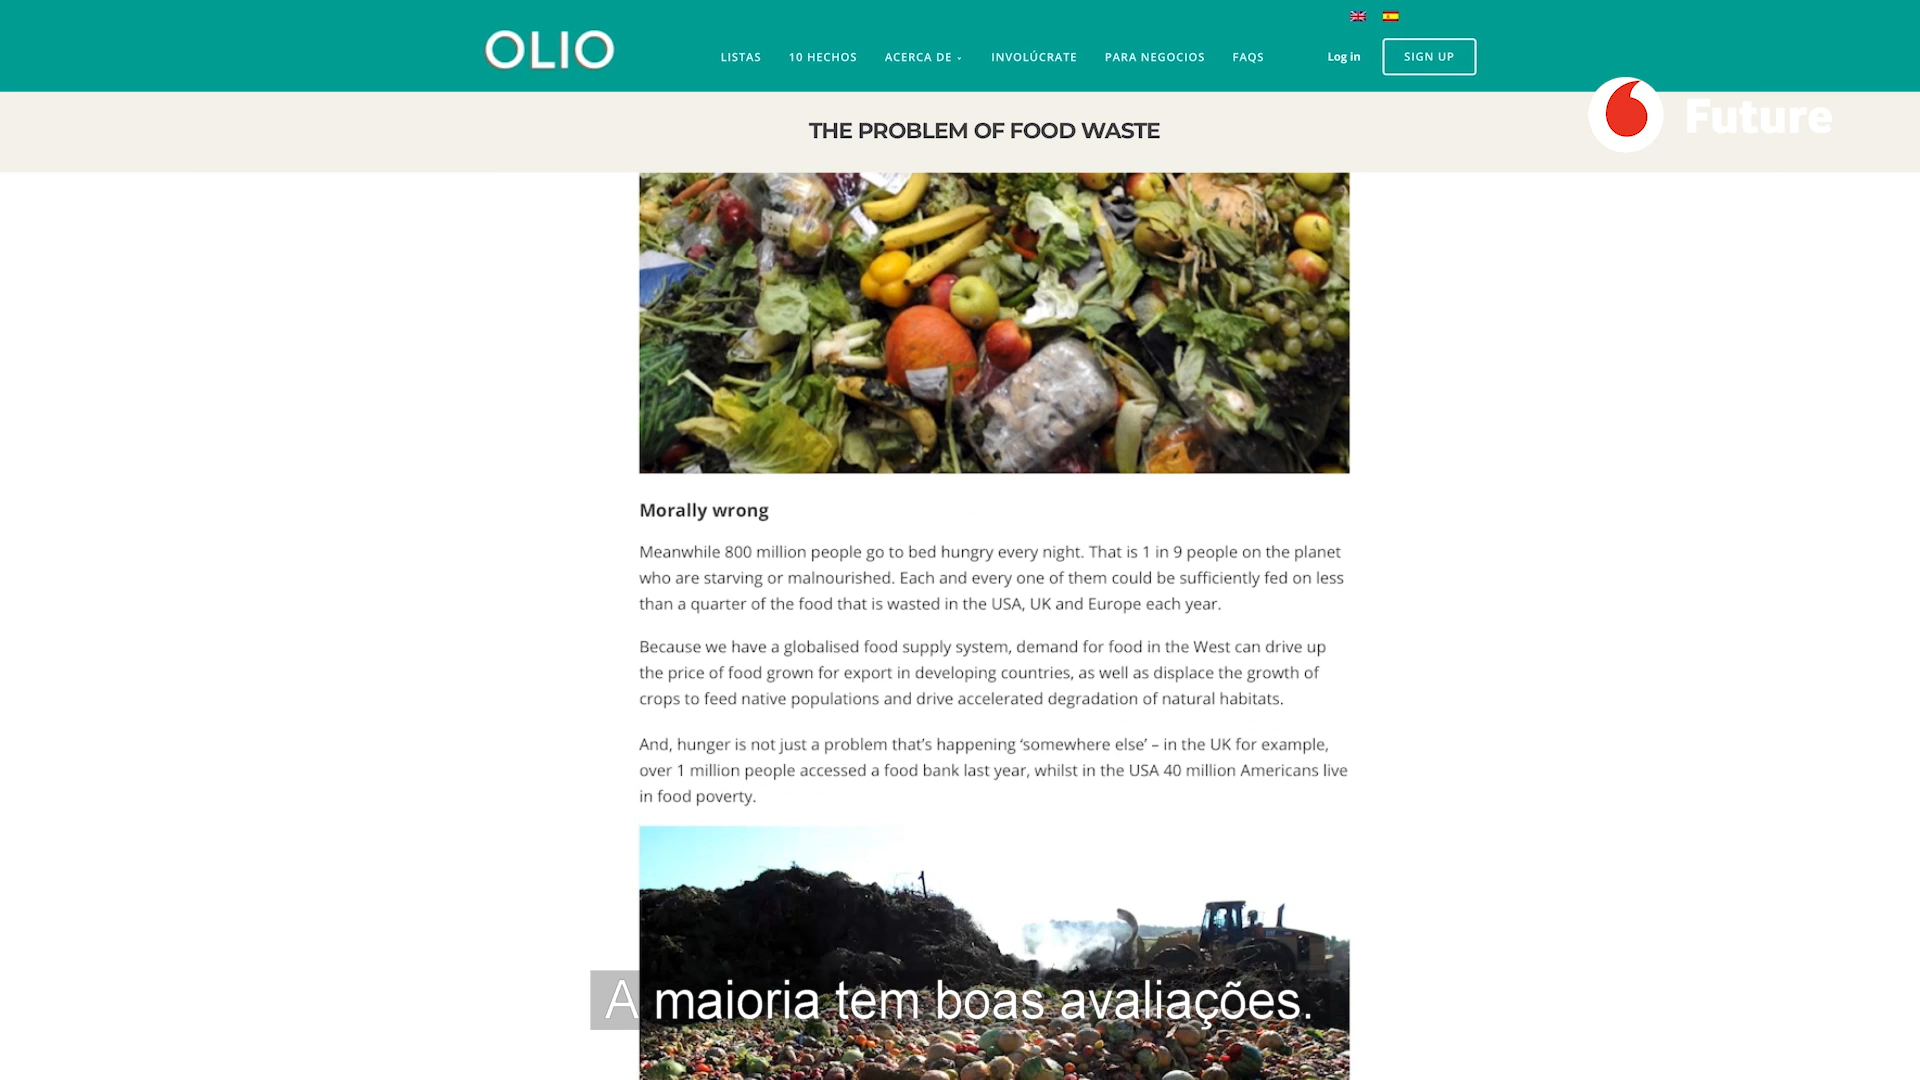 OLIO
LISTAS
10 HECHOS
ACERCA DE
INVOLÚCRATE
PARA NEGOCIOS
FAQS
Log in
SIGN UP
Future
THE PROBLEM OF FOOD WASTE
Morally wrong
Meanwhile 800 million people go to bed hungry every night. That is 1 in 9 people on the planet
who are starving or malnourished. Each and every one of them could be sufficiently fed on less
than a quarter of the food that is wasted in the USA, UK and Europe each year.
Because we have a globalised food supply system, demand for food in the West can drive up
the price of food grown for export in developing countries, as well as displace the growth of
crops to feed native populations and drive accelerated degradation of natural habitats.
And, hunger is not just a problem that’s happening ‘somewhere else’ – in the UK for example,
over 1 million people accessed a food bank last year, whilst in the USA 40 million Americans live
in food poverty.
A maioria tem boas avaliações.